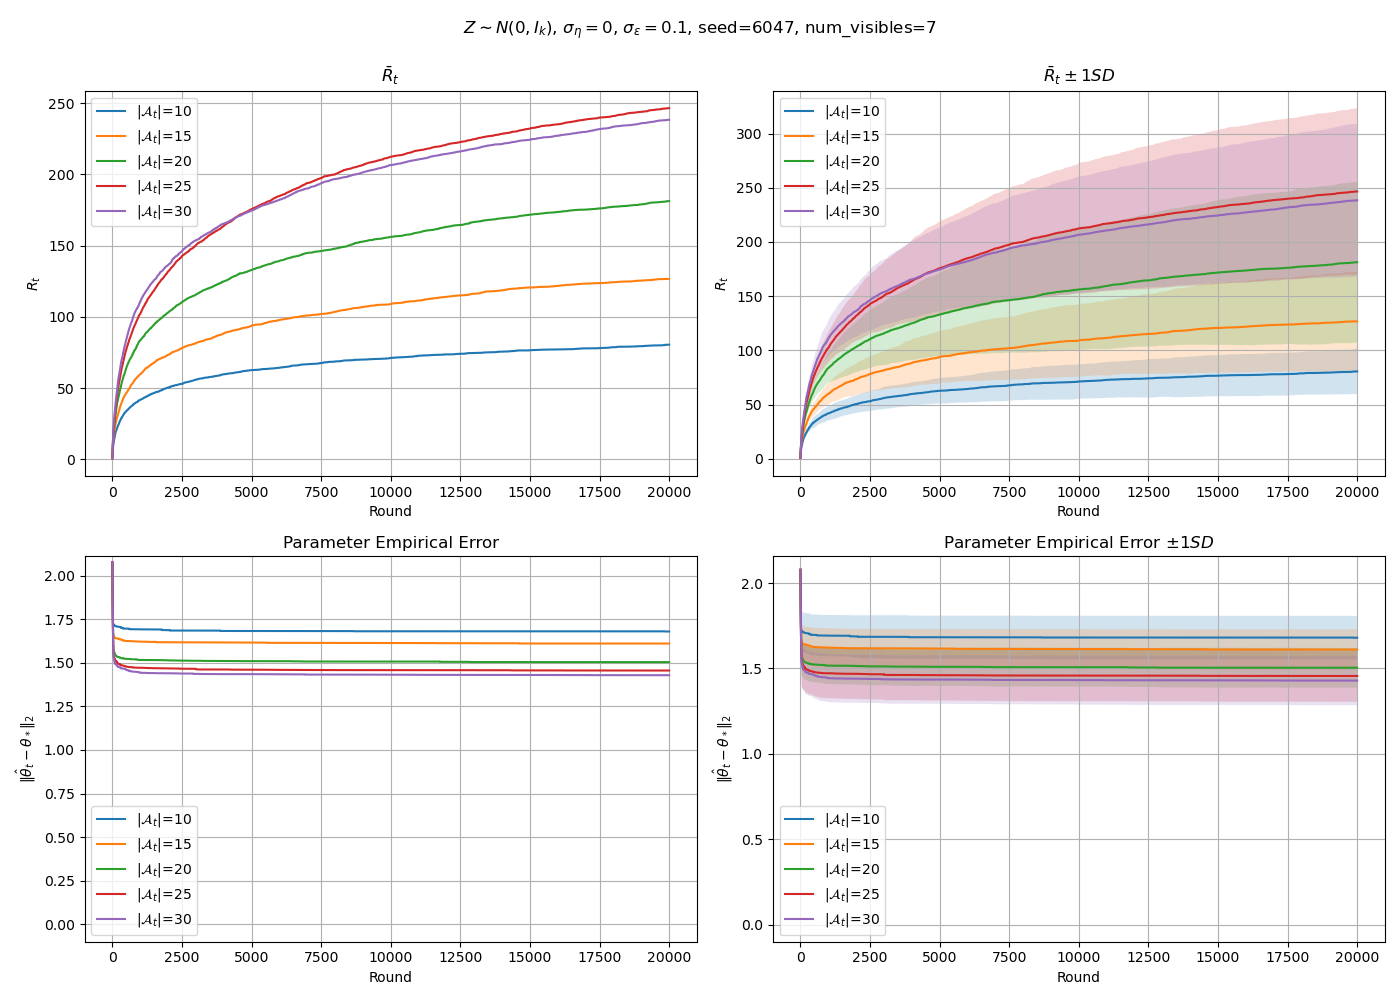 Z ∼ N(0, I_k), σ_η = 0, σ_ε = 0.1, seed=6047, num_visibles=7
R̄_t
R_t
250
200
150
100
50
0
|𝒜_t|=10
|𝒜_t|=15
|𝒜_t|=20
|𝒜_t|=25
|𝒜_t|=30
0 2500 5000 7500 10000 12500 15000 17500 20000
Round
R̄_t ± 1SD
R_t
300
250
200
150
100
50
0
|𝒜_t|=10
|𝒜_t|=15
|𝒜_t|=20
|𝒜_t|=25
|𝒜_t|=30
0 2500 5000 7500 10000 12500 15000 17500 20000
Round
Parameter Empirical Error
‖θ̂_t − θ_*‖_2
2.00
1.75
1.50
1.25
1.00
0.75
0.50
0.25
0.00
|𝒜_t|=10
|𝒜_t|=15
|𝒜_t|=20
|𝒜_t|=25
|𝒜_t|=30
0 2500 5000 7500 10000 12500 15000 17500 20000
Round
Parameter Empirical Error ±1SD
‖θ̂_t − θ_*‖_2
2.0
1.5
1.0
0.5
0.0
|𝒜_t|=10
|𝒜_t|=15
|𝒜_t|=20
|𝒜_t|=25
|𝒜_t|=30
0 2500 5000 7500 10000 12500 15000 17500 20000
Round